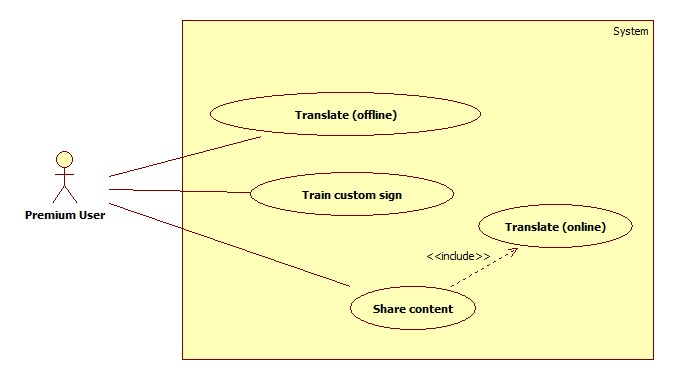 System
Translate (offline)
Train custom sign
Premium User
Translate (online)
<<include>>
Share content